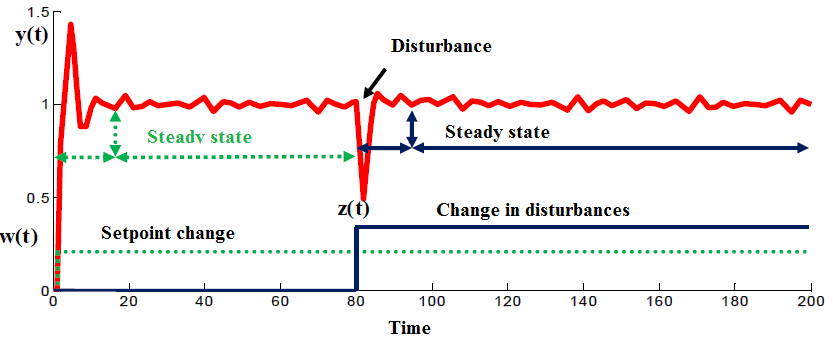 1.5
y(t)
Disturbance
1
Steady state
Steady state
0.5
z(t)
Change in disturbances
w(t)
Setpoint change
0
0 20 40 60 80 100 120 140 160 180 200
Time